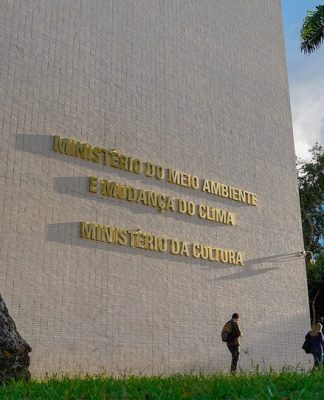 MINISTÉRIO DO MEIO AMBIENTE
E MUDANÇA DO CLIMA
MINISTÉRIO DA CULTURA